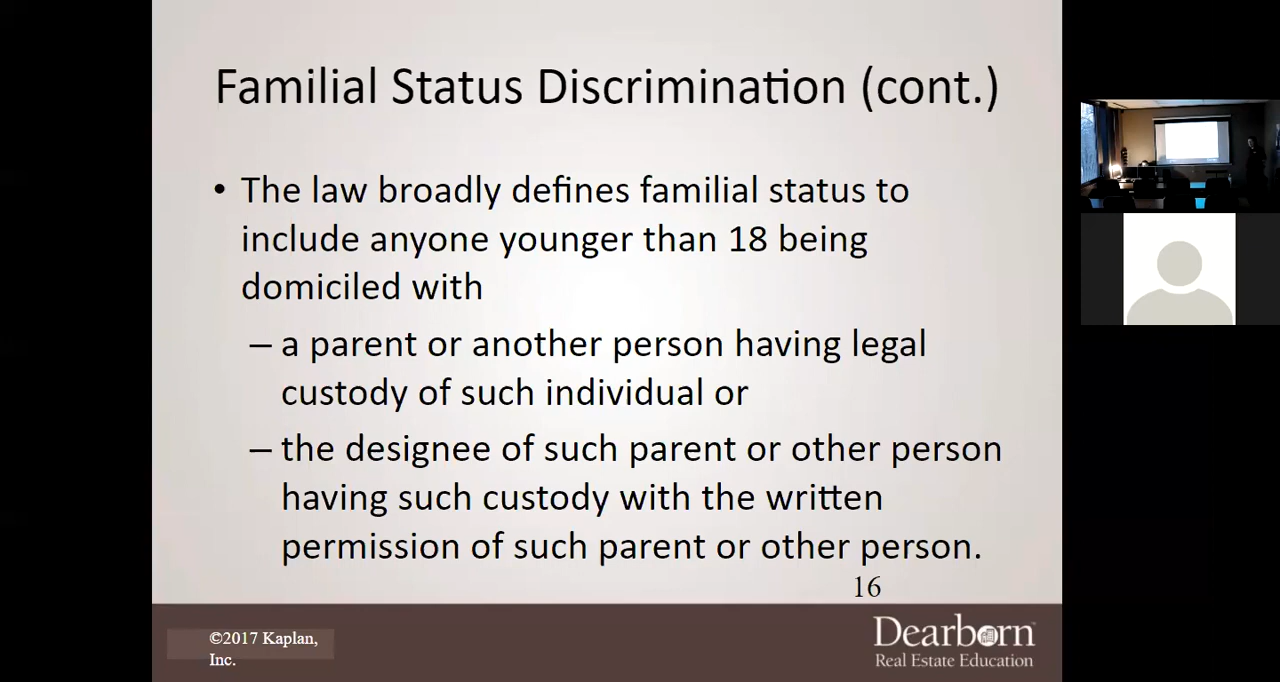 Familial Status Discrimination (cont.)
• The law broadly defines familial status to
include anyone younger than 18 being
domiciled with
– a parent or another person having legal
custody of such individual or
– the designee of such parent or other person
having such custody with the written
permission of such parent or other person.
16
©2017 Kaplan,
Inc.
Dearborn™
Real Estate Education